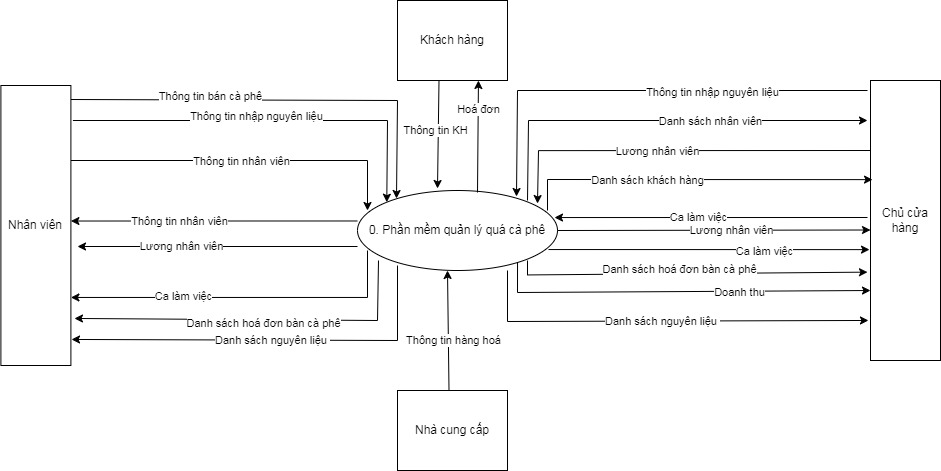 Khách hàng
Thông tin bán cà phê
Thông tin nhập nguyên liệu
Thông tin nhân viên
Nhân viên
Thông tin nhân viên
Lương nhân viên
Ca làm việc
Danh sách hoá đơn bàn cà phê
Danh sách nguyên liệu
Hoá đơn
Thông tin KH
0. Phần mềm quản lý quá cà phê
Thông tin hàng hoá
Nhà cung cấp
Thông tin nhập nguyên liệu
Danh sách nhân viên
Lương nhân viên
Danh sách khách hàng
Ca làm việc
Lương nhân viên
Ca làm việc
Danh sách hoá đơn bàn cà phê
Doanh thu
Danh sách nguyên liệu
Chủ cửa
hàng